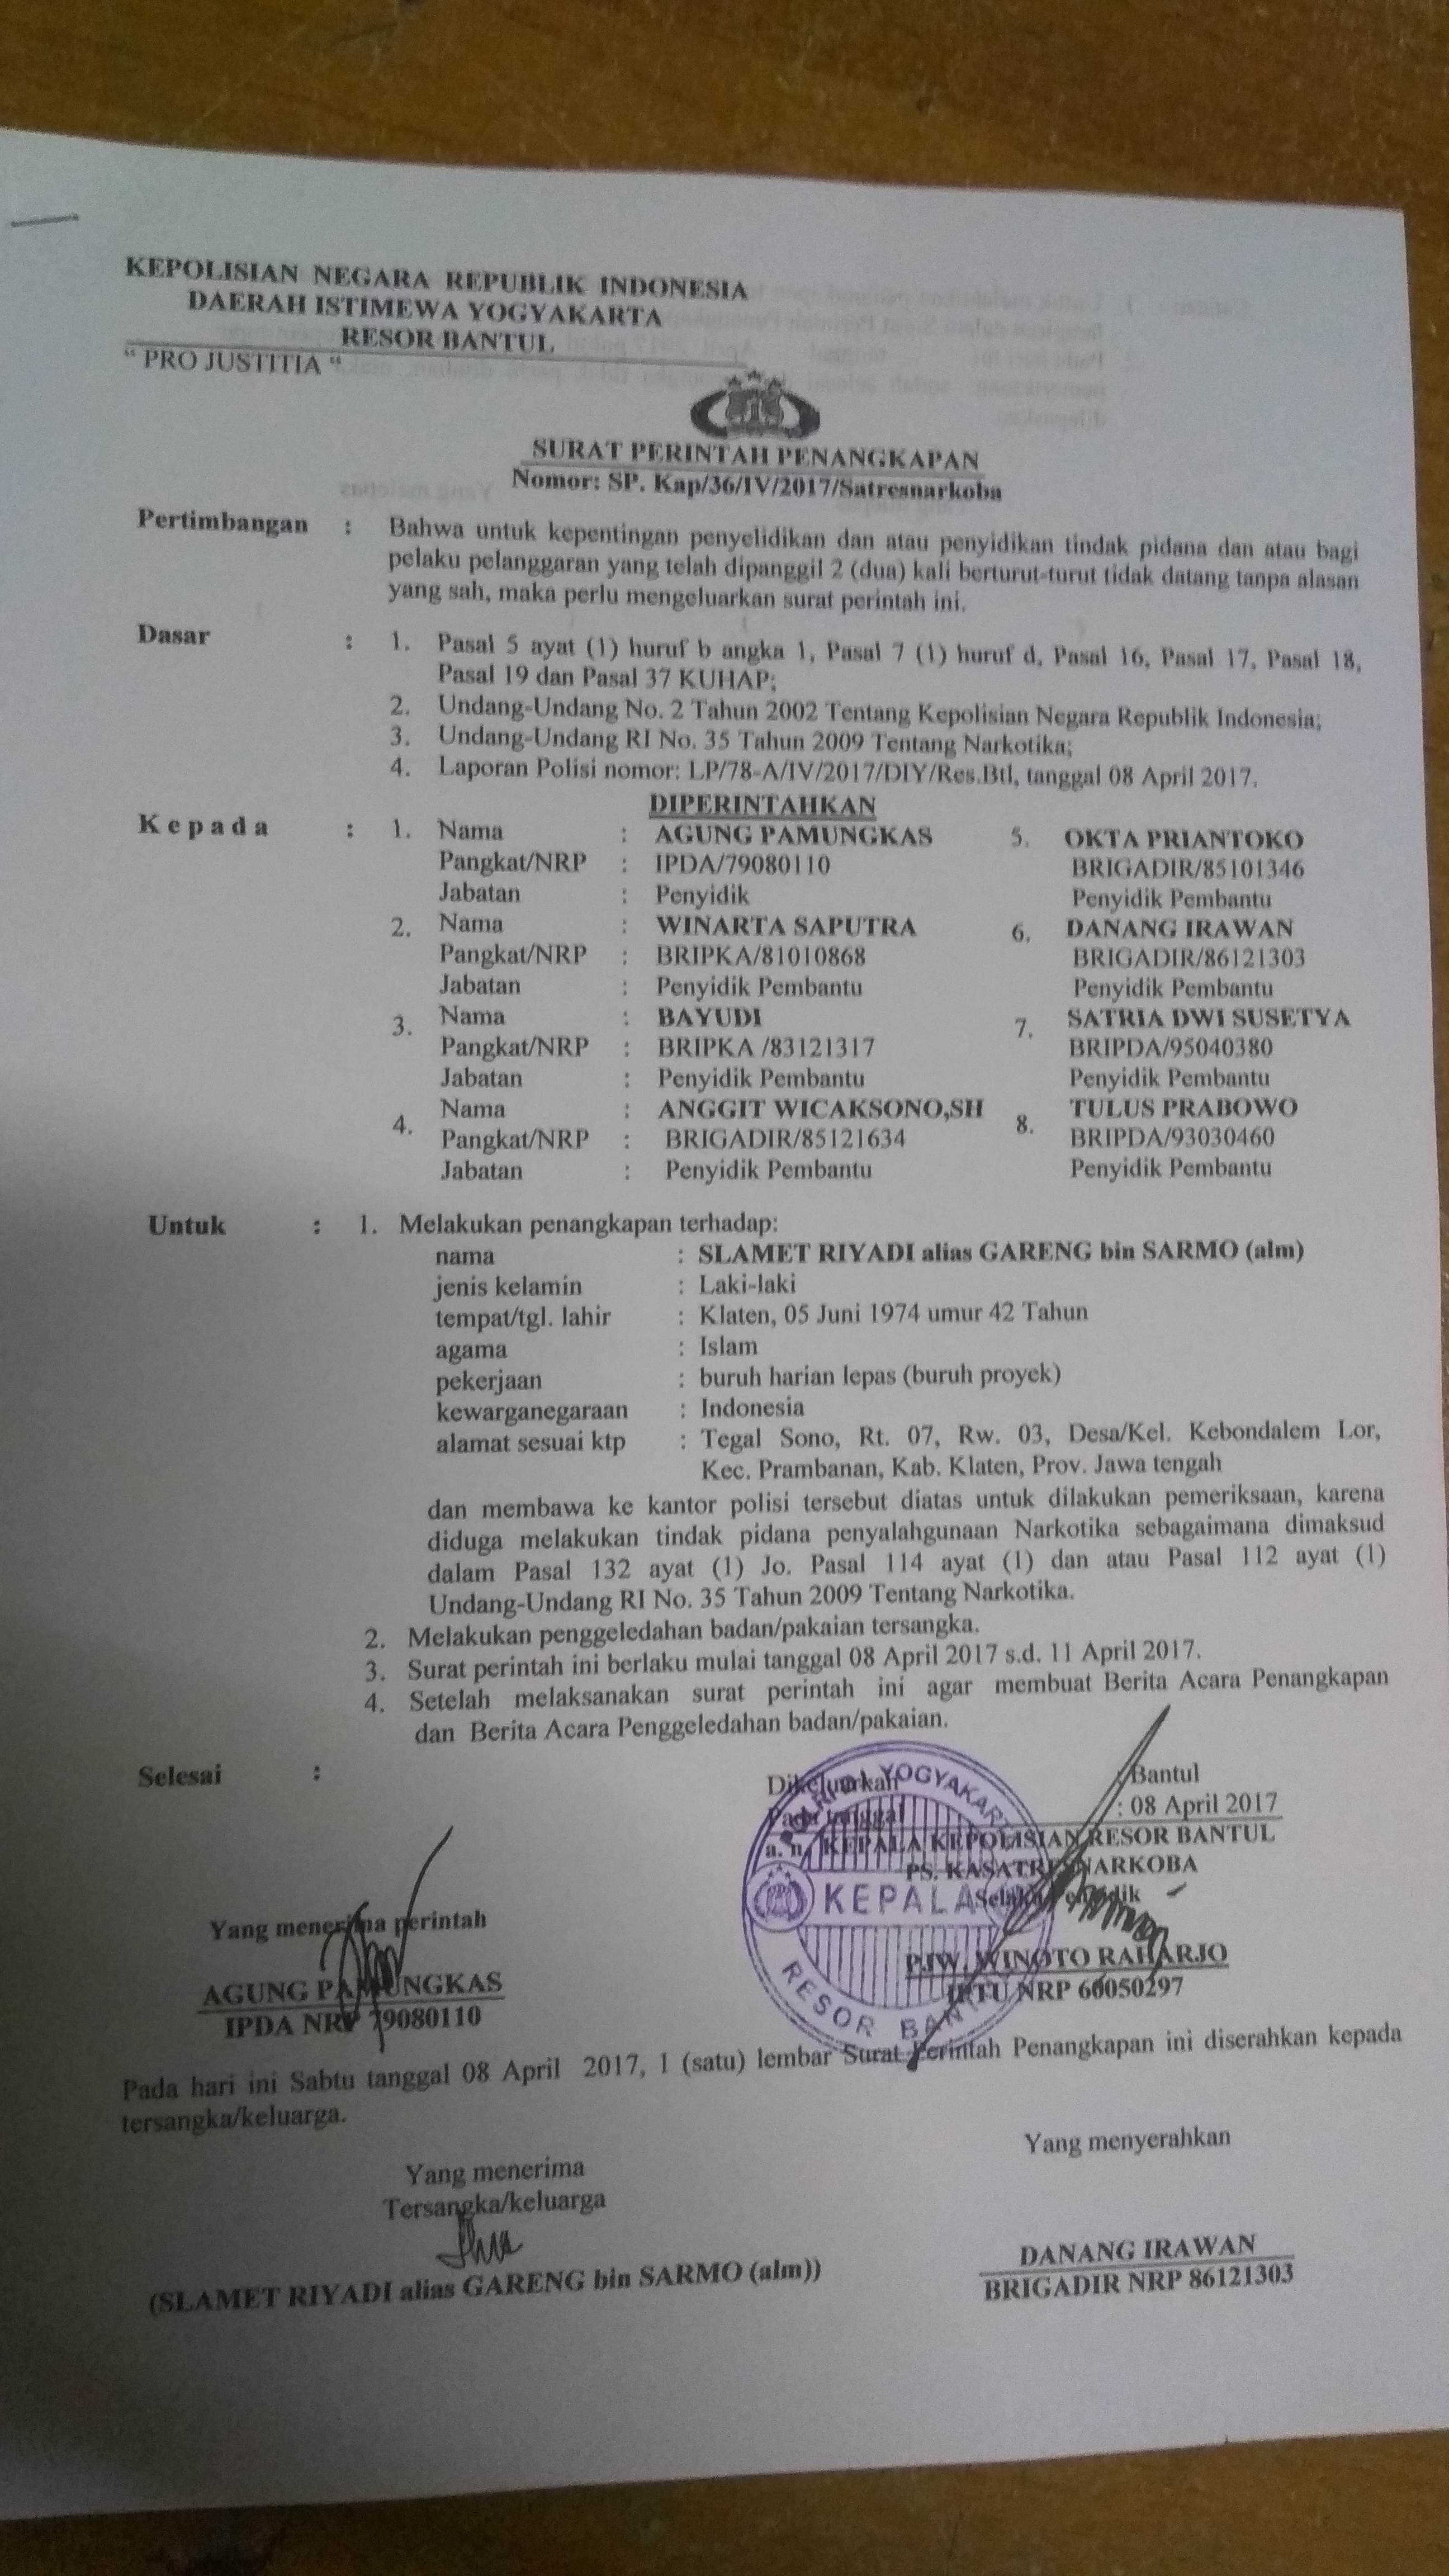 KEPOLISIAN NEGARA REPUBLIK INDONESIA
DAERAH ISTIMEWA YOGYAKARTA
RESOR BANTUL
“ PRO JUSTITIA “
SURAT PERINTAH PENANGKAPAN
Nomor: SP. Kap/36/IV/2017/Satresnarkoba
Pertimbangan : Bahwa untuk kepentingan penyelidikan dan atau penyidikan tindak pidana dan atau bagi
pelaku pelanggaran yang telah dipanggil 2 (dua) kali berturut-turut tidak datang tanpa alasan
yang sah, maka perlu mengeluarkan surat perintah ini.
Dasar : 1. Pasal 5 ayat (1) huruf b angka 1, Pasal 7 (1) huruf d, Pasal 16, Pasal 17, Pasal 18,
Pasal 19 dan Pasal 37 KUHAP;
2. Undang-Undang No. 2 Tahun 2002 Tentang Kepolisian Negara Republik Indonesia;
3. Undang-Undang RI No. 35 Tahun 2009 Tentang Narkotika;
4. Laporan Polisi nomor: LP/78-A/IV/2017/DIY/Res.Btl, tanggal 08 April 2017.
DIPERINTAHKAN
K e p a d a : 1. Nama : AGUNG PAMUNGKAS 5. OKTA PRIANTOKO
Pangkat/NRP : IPDA/79080110 BRIGADIR/85101346
Jabatan : Penyidik Penyidik Pembantu
2. Nama : WINARTA SAPUTRA 6. DANANG IRAWAN
Pangkat/NRP : BRIPKA/81010868 BRIGADIR/86121303
Jabatan : Penyidik Pembantu Penyidik Pembantu
3. Nama : BAYUDI 7. SATRIA DWI SUSETYA
Pangkat/NRP : BRIPKA /83121317 BRIPDA/95040380
Jabatan : Penyidik Pembantu Penyidik Pembantu
4. Nama : ANGGIT WICAKSONO,SH 8. TULUS PRABOWO
Pangkat/NRP : BRIGADIR/85121634 BRIPDA/93030460
Jabatan : Penyidik Pembantu Penyidik Pembantu
Untuk : 1. Melakukan penangkapan terhadap:
nama : SLAMET RIYADI alias GARENG bin SARMO (alm)
jenis kelamin : Laki-laki
tempat/tgl. lahir : Klaten, 05 Juni 1974 umur 42 Tahun
agama : Islam
pekerjaan : buruh harian lepas (buruh proyek)
kewarganegaraan : Indonesia
alamat sesuai ktp : Tegal Sono, Rt. 07, Rw. 03, Desa/Kel. Kebondalem Lor,
Kec. Prambanan, Kab. Klaten, Prov. Jawa tengah
dan membawa ke kantor polisi tersebut diatas untuk dilakukan pemeriksaan, karena
diduga melakukan tindak pidana penyalahgunaan Narkotika sebagaimana dimaksud
dalam Pasal 132 ayat (1) Jo. Pasal 114 ayat (1) dan atau Pasal 112 ayat (1)
Undang-Undang RI No. 35 Tahun 2009 Tentang Narkotika.
2. Melakukan penggeledahan badan/pakaian tersangka.
3. Surat perintah ini berlaku mulai tanggal 08 April 2017 s.d. 11 April 2017.
4. Setelah melaksanakan surat perintah ini agar membuat Berita Acara Penangkapan
dan Berita Acara Penggeledahan badan/pakaian.
Selesai :
Dikeluarkan : Bantul
Pada tanggal : 08 April 2017
a. n. KEPALA KEPOLISIAN RESOR BANTUL
PS. KASATRESNARKOBA
Selaku Penyidik
KEPALA
RESOR BANTUL
Yang menerima perintah
AGUNG PAMUNGKAS
IPDA NRP 79080110
PJW. WINOTO RAHARJO
IPTU NRP 60050297
Pada hari ini Sabtu tanggal 08 April 2017, 1 (satu) lembar Surat Perintah Penangkapan ini diserahkan kepada
tersangka/keluarga.
Yang menerima
Tersangka/keluarga
(SLAMET RIYADI alias GARENG bin SARMO (alm))
Yang menyerahkan
DANANG IRAWAN
BRIGADIR NRP 86121303